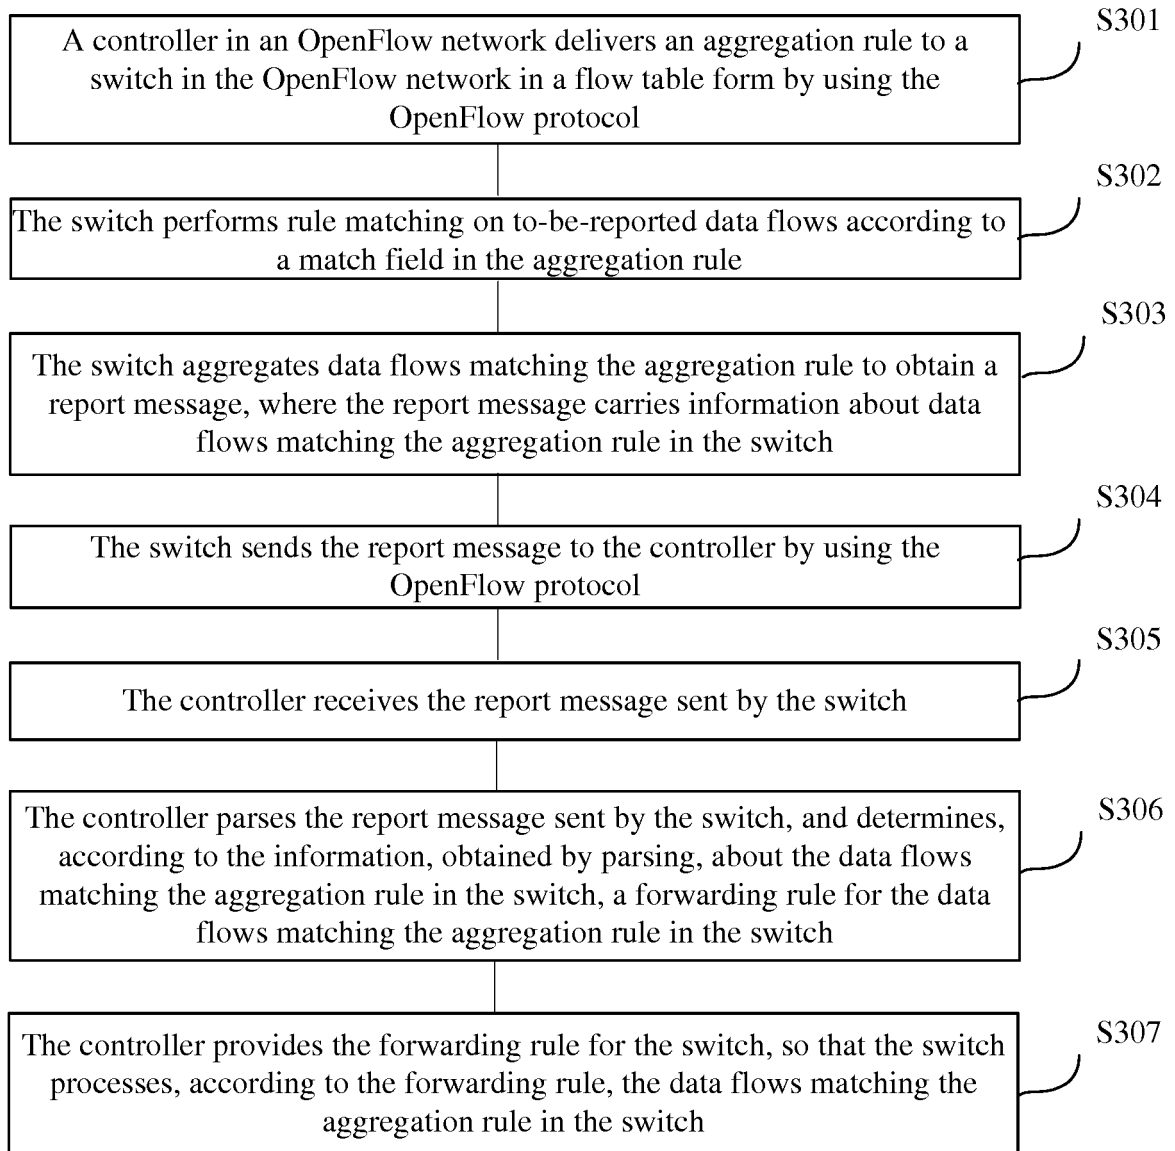 S301
A controller in an OpenFlow network delivers an aggregation rule to a
switch in the OpenFlow network in a flow table form by using the
OpenFlow protocol
S302
The switch performs rule matching on to-be-reported data flows according to
a match field in the aggregation rule
S303
The switch aggregates data flows matching the aggregation rule to obtain a
report message, where the report message carries information about data
flows matching the aggregation rule in the switch
S304
The switch sends the report message to the controller by using the
OpenFlow protocol
S305
The controller receives the report message sent by the switch
S306
The controller parses the report message sent by the switch, and determines,
according to the information, obtained by parsing, about the data flows
matching the aggregation rule in the switch, a forwarding rule for the data
flows matching the aggregation rule in the switch
S307
The controller provides the forwarding rule for the switch, so that the switch
processes, according to the forwarding rule, the data flows matching the
aggregation rule in the switch